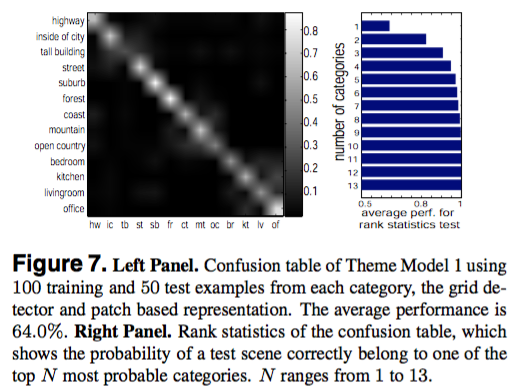 highway
inside of city
tall building
street
suburb
forest
coast
mountain
open country
bedroom
kitchen
livingroom
office
hw ic tb st sb fr ct mt oc br kt lv of
0.8
0.7
0.6
0.5
0.4
0.3
0.2
0.1
number of categories
1
2
3
4
5
6
7
8
9
10
11
12
13
0.5 0.8 1
average perf. for
rank statistics test
Figure 7. Left Panel. Confusion table of Theme Model 1 using
100 training and 50 test examples from each category, the grid de-
tector and patch based representation. The average performance is
64.0%. Right Panel. Rank statistics of the confusion table, which
shows the probability of a test scene correctly belong to one of the
top N most probable categories. N ranges from 1 to 13.